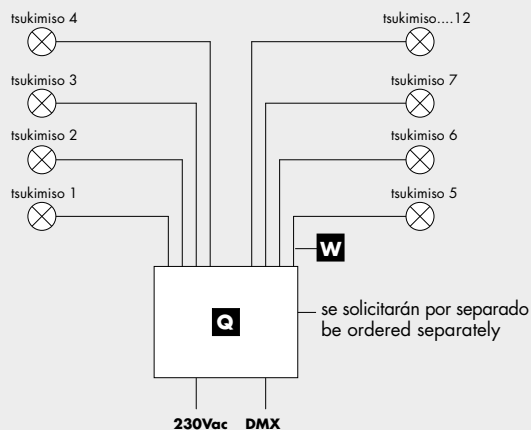 tsukimiso 4
tsukimiso....12
tsukimiso 3
tsukimiso 7
tsukimiso 2
tsukimiso 6
tsukimiso 1
tsukimiso 5
W
Q
se solicitarán por separado
be ordered separately
230Vac DMX